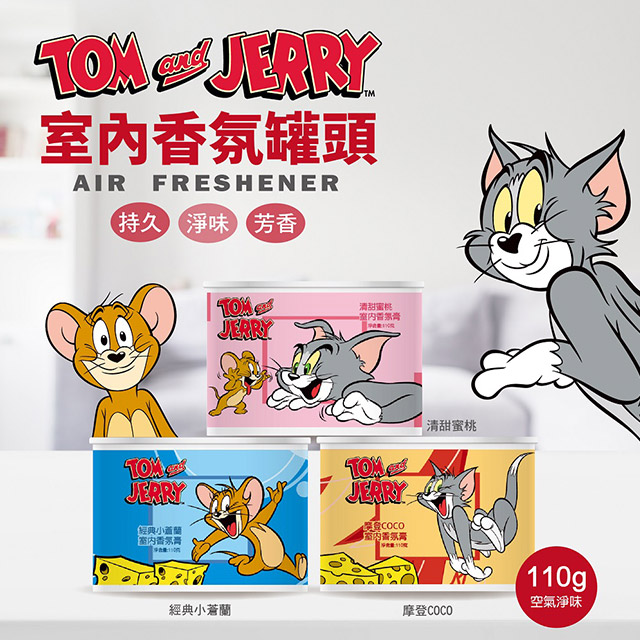 TOM and JERRY TM
室內香氛罐頭
AIR FRESHENER
持久 淨味 芳香
TOM and
JERRY
清甜蜜桃
室內香氛膏
淨含量:110克
清甜蜜桃
TOM and
JERRY
經典小蒼蘭
室內香氛膏
淨含量:110克
經典小蒼蘭
TOM and
JERRY
摩登COCO
室內香氛膏
淨含量:110克
摩登COCO
110g
空氣淨味